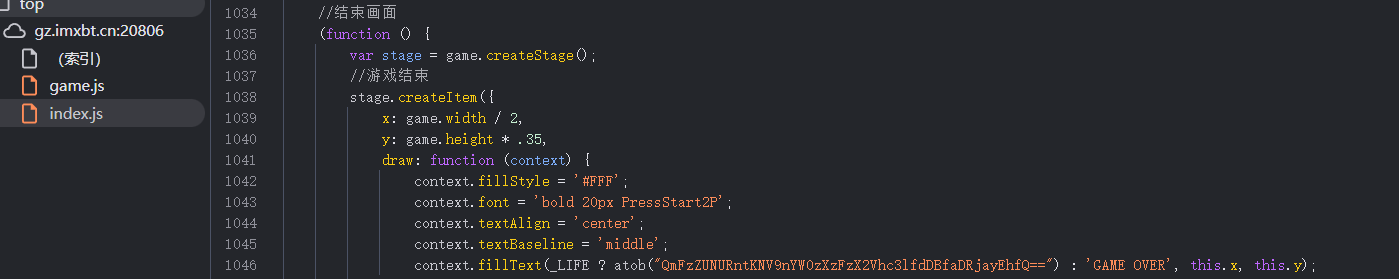 top
gz.imxbt.cn:20806
(索引)
game.js
index.js
1034 //结束画面
1035 (function () {
1036 var stage = game.createStage();
1037 //游戏结束
1038 stage.createItem({
1039 x: game.width / 2,
1040 y: game.height * .35,
1041 draw: function (context) {
1042 context.fillStyle = '#FFF';
1043 context.font = 'bold 20px PressStart2P';
1044 context.textAlign = 'center';
1045 context.textBaseline = 'middle';
1046 context.fillText(_LIFE ? atob("QmFzZUNURntKNV9nYW0zXzFzX2Vhc3lfdDBfaDRjayEhfQ==") : 'GAME OVER', this.x, this.y);